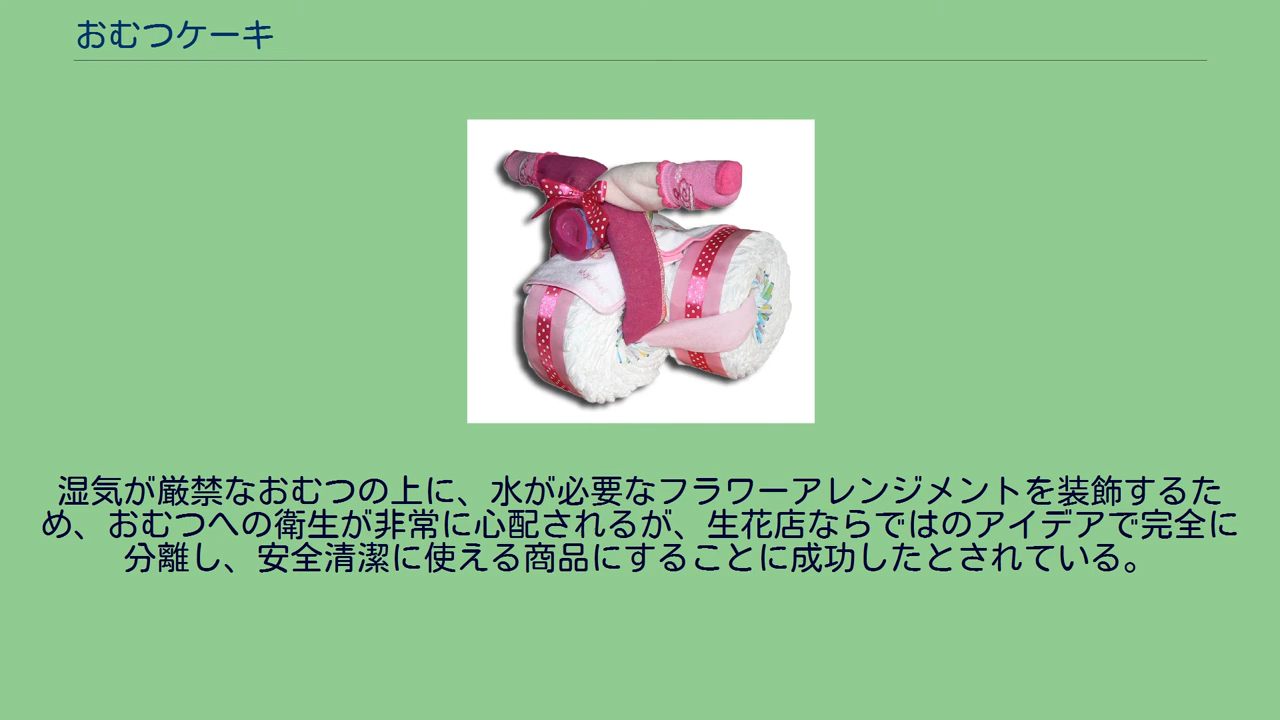 おむつケーキ
湿気が厳禁なおむつの上に、水が必要なフラワーアレンジメントを装飾するた
め、おむつへの衛生が非常に心配されるが、生花店ならではのアイデアで完全に
分離し、安全清潔に使える商品にすることに成功したとされている。